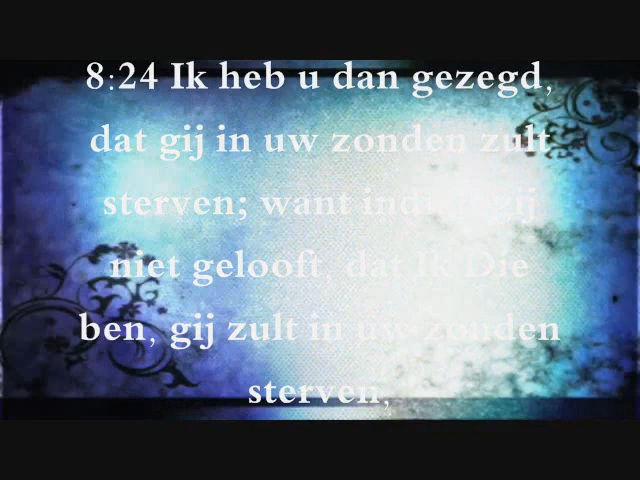 8:24 Ik heb u dan gezegd,
dat gij in uw zonden zult
sterven; want indien gij
niet gelooft, dat Ik Die
ben, gij zult in uw zonden
sterven,